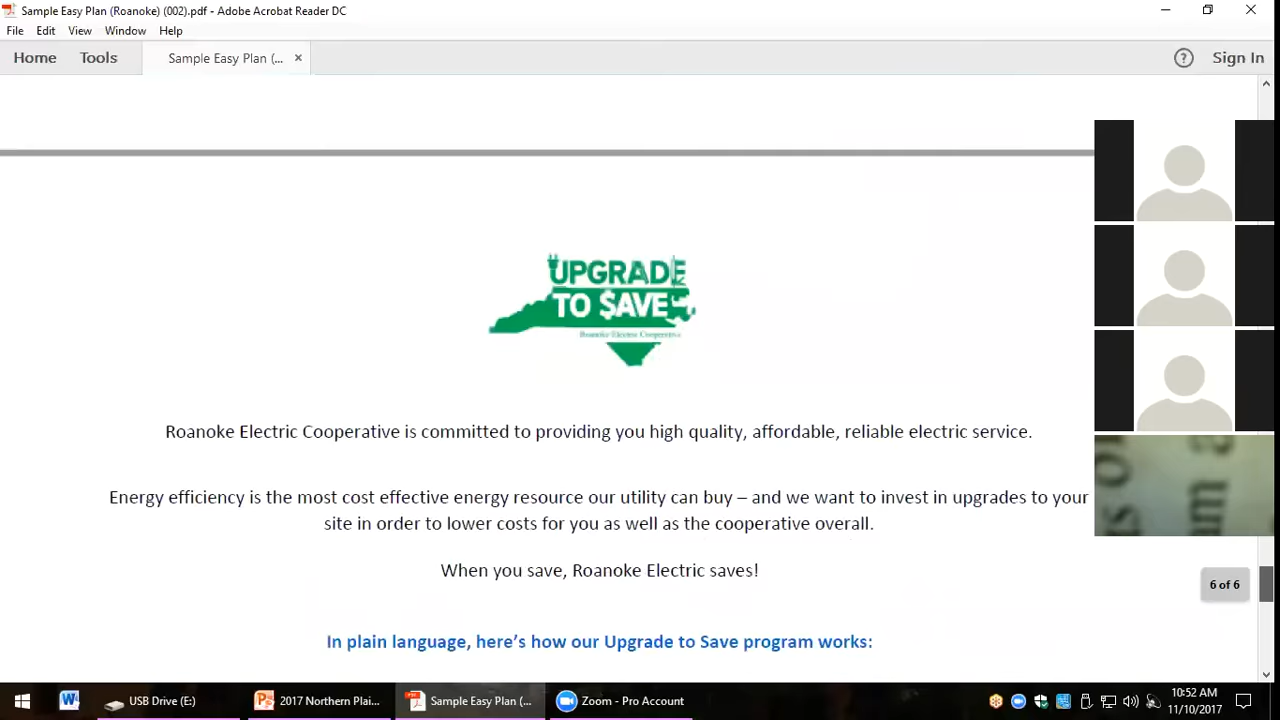 Sample Easy Plan (Roanoke) (002).pdf - Adobe Acrobat Reader DC
File Edit View Window Help
Home Tools Sample Easy Plan (... × ? Sign In
UPGRADE
TO $AVE
Roanoke Electric Cooperative
Roanoke Electric Cooperative is committed to providing you high quality, affordable, reliable electric service.
Energy efficiency is the most cost effective energy resource our utility can buy – and we want to invest in upgrades to your
site in order to lower costs for you as well as the cooperative overall.
When you save, Roanoke Electric saves!
6 of 6
In plain language, here's how our Upgrade to Save program works:
USB Drive (E:) 2017 Northern Plai... Sample Easy Plan (... Zoom - Pro Account 10:52 AM
11/10/2017